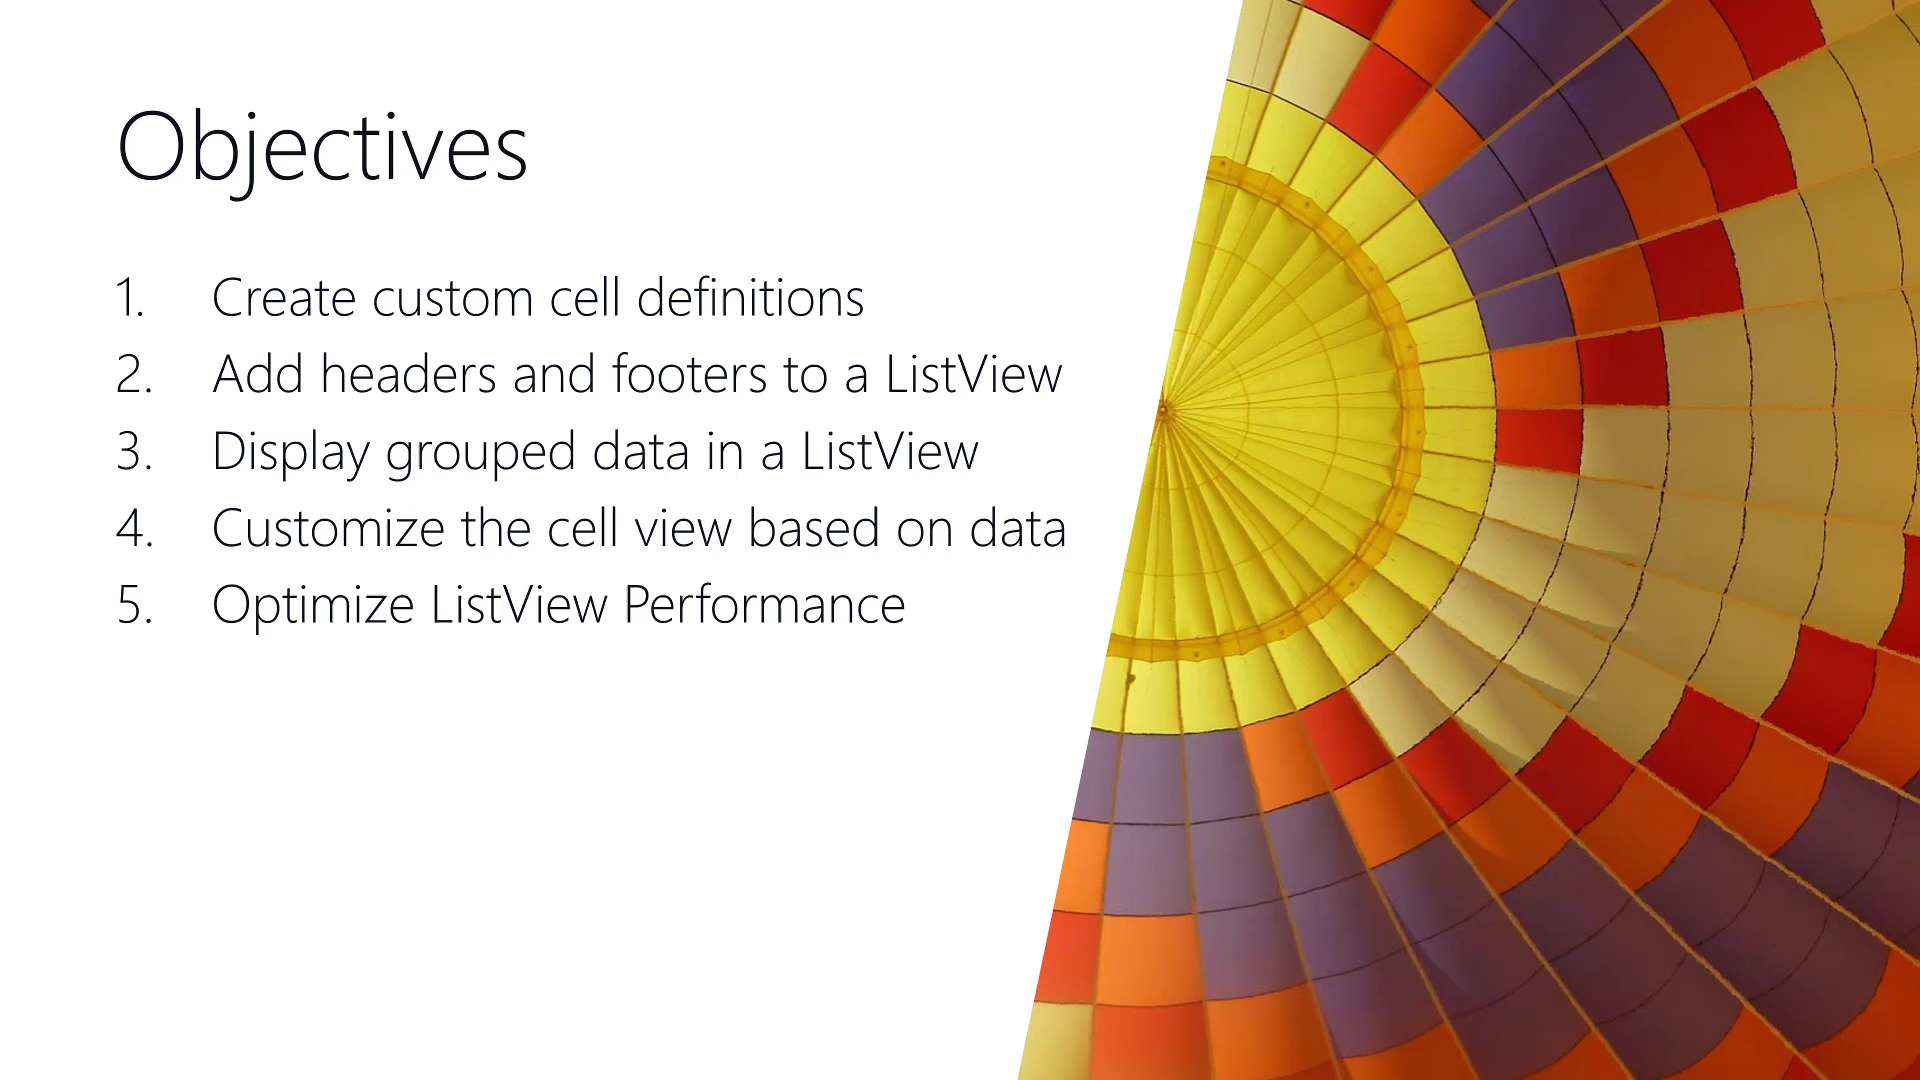 Objectives
1. Create custom cell definitions
2. Add headers and footers to a ListView
3. Display grouped data in a ListView
4. Customize the cell view based on data
5. Optimize ListView Performance